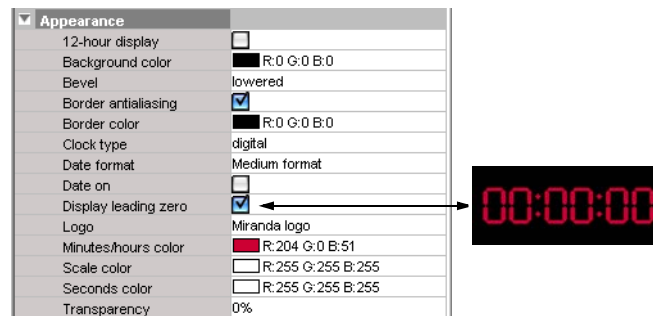 Appearance
12-hour display
Background color R:0 G:0 B:0
Bevel lowered
Border antialiasing
Border color R:0 G:0 B:0
Clock type digital
Date format Medium format
Date on
Display leading zero 00:00:00
Logo Miranda logo
Minutes/hours color R:204 G:0 B:51
Scale color R:255 G:255 B:255
Seconds color R:255 G:255 B:255
Transparency 0%